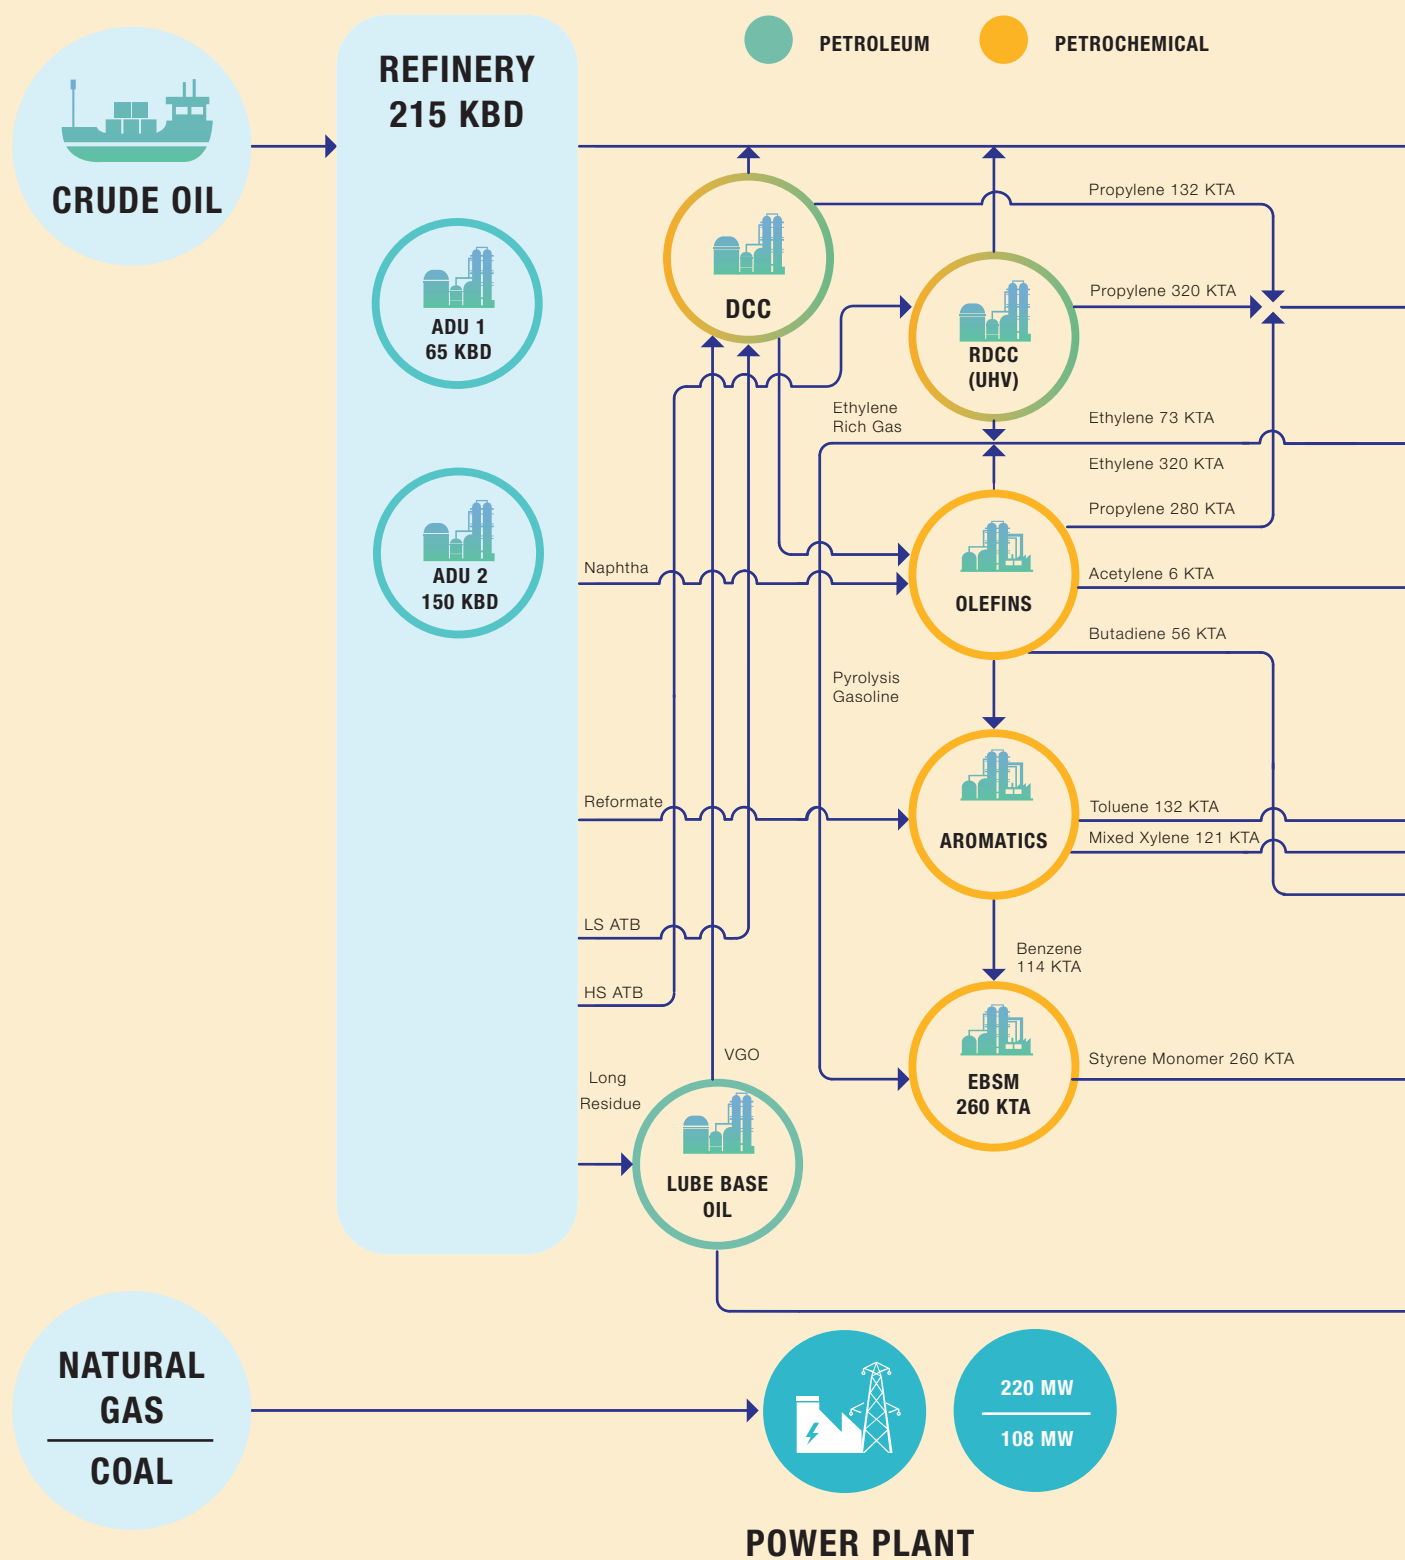 PETROLEUM
PETROCHEMICAL
CRUDE OIL
REFINERY
215 KBD
ADU 1
65 KBD
ADU 2
150 KBD
DCC
Propylene 132 KTA
RDCC
(UHV)
Propylene 320 KTA
Ethylene
Rich Gas
Ethylene 73 KTA
Ethylene 320 KTA
Propylene 280 KTA
Naphtha
OLEFINS
Acetylene 6 KTA
Butadiene 56 KTA
Pyrolysis
Gasoline
Reformate
AROMATICS
Toluene 132 KTA
Mixed Xylene 121 KTA
LS ATB
Benzene
114 KTA
HS ATB
VGO
Long
Residue
EBSM
260 KTA
Styrene Monomer 260 KTA
LUBE BASE
OIL
NATURAL
GAS
COAL
220 MW
108 MW
POWER PLANT